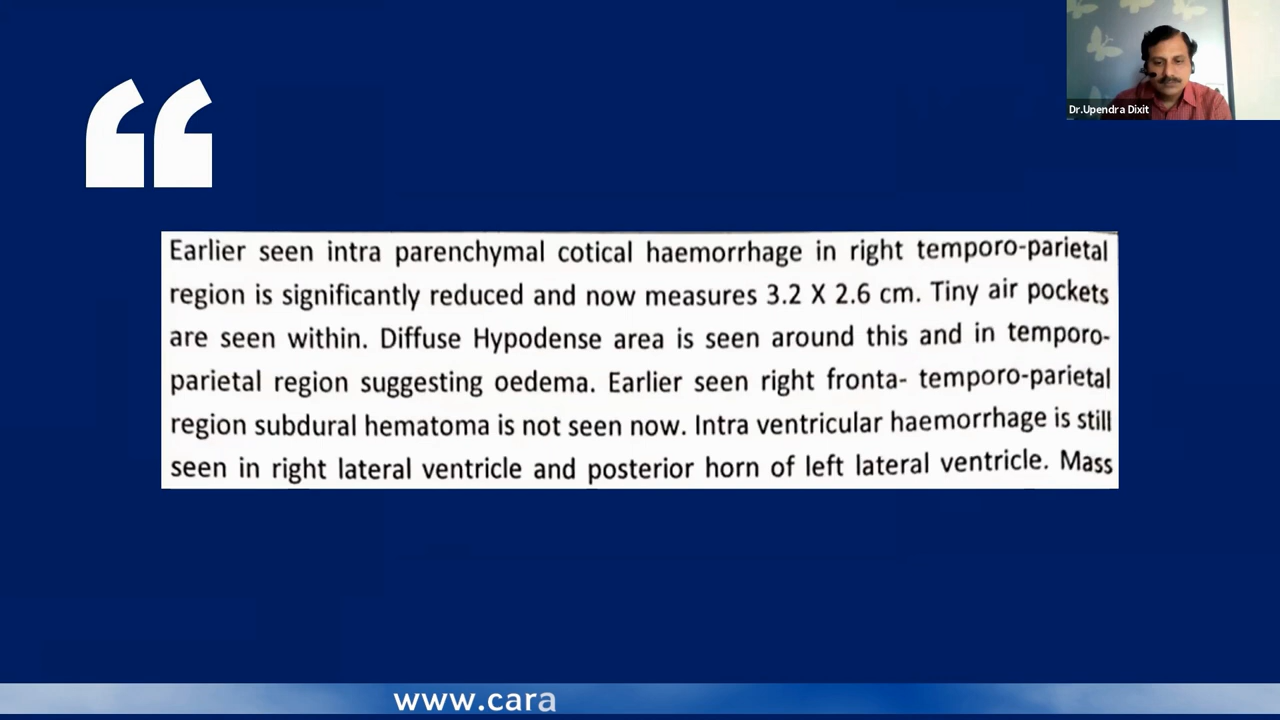 Dr.Upendra Dixit
Earlier seen intra parenchymal cotical haemorrhage in right temporo-parietal
region is significantly reduced and now measures 3.2 X 2.6 cm. Tiny air pockets
are seen within. Diffuse Hypodense area is seen around this and in temporo-
parietal region suggesting oedema. Earlier seen right fronta- temporo-parietal
region subdural hematoma is not seen now. Intra ventricular haemorrhage is still
seen in right lateral ventricle and posterior horn of left lateral ventricle. Mass
www.cara